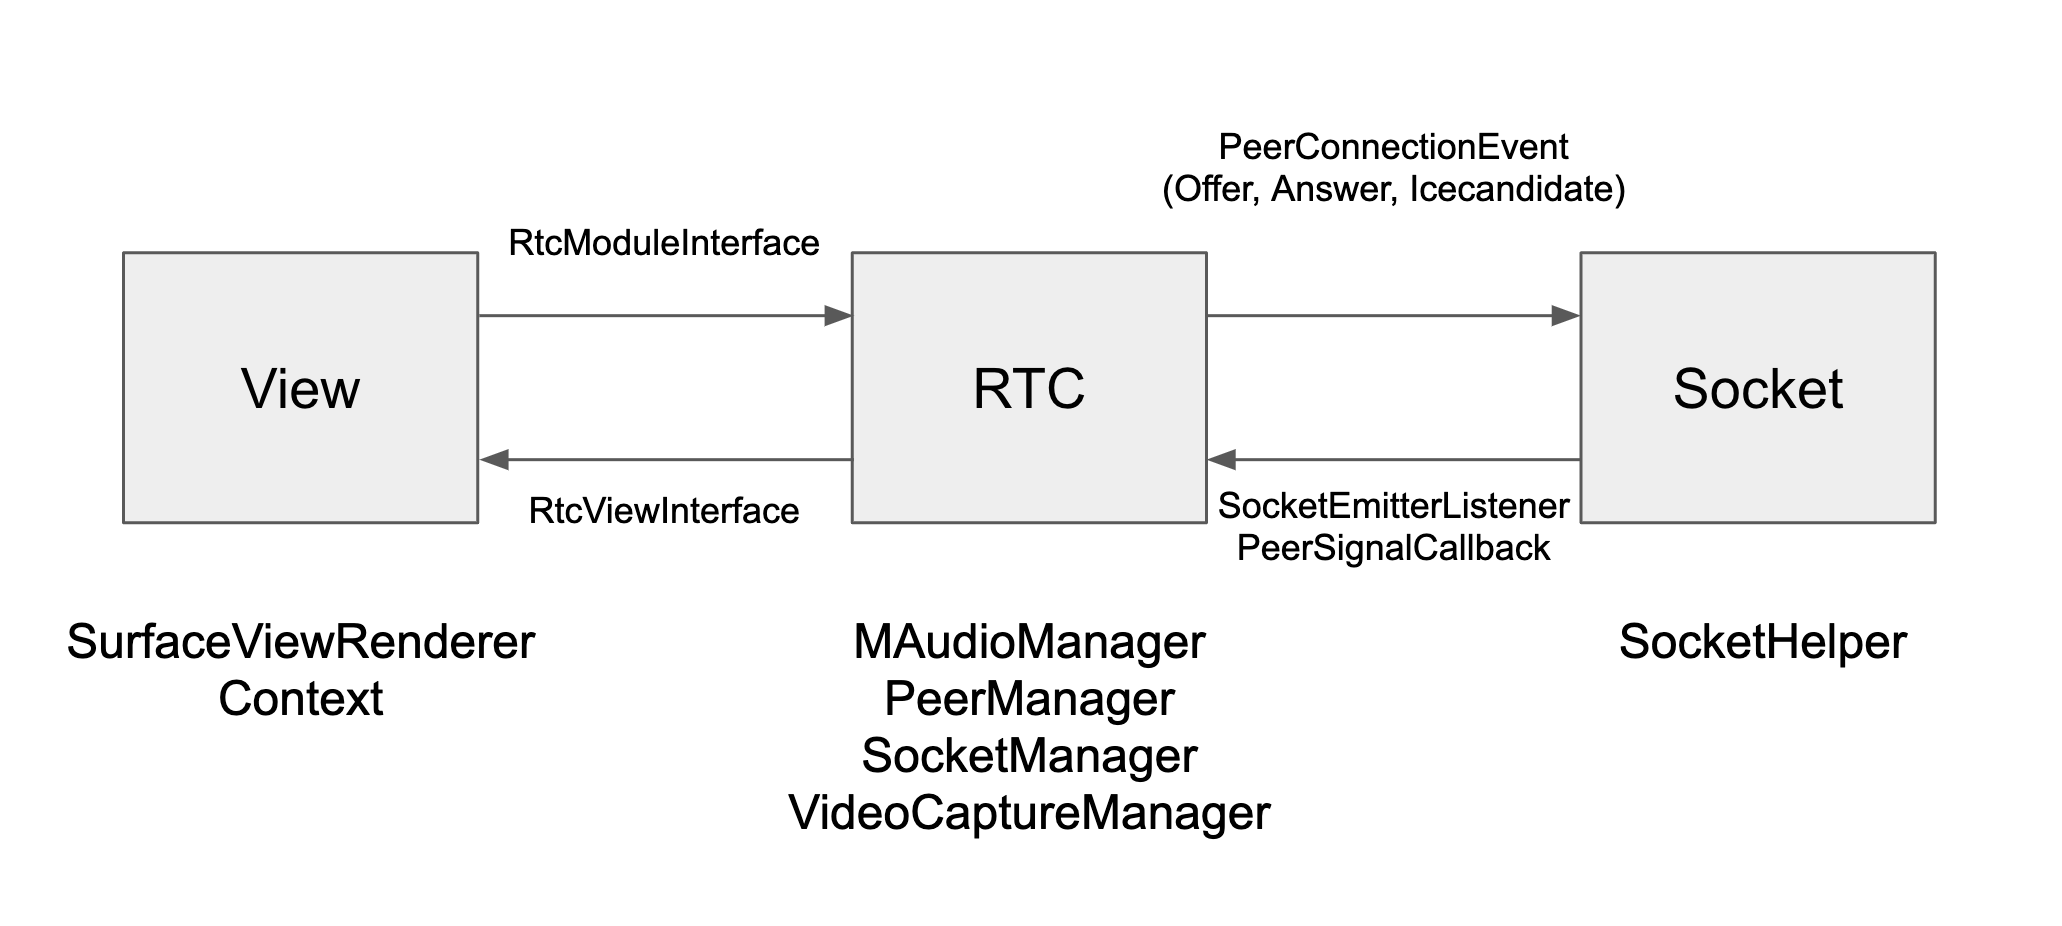 PeerConnectionEvent
(Offer, Answer, Icecandidate)
RtcModuleInterface
View
RTC
Socket
RtcViewInterface
SocketEmitterListener
PeerSignalCallback
SurfaceViewRenderer
Context
MAudioManager
PeerManager
SocketManager
VideoCaptureManager
SocketHelper